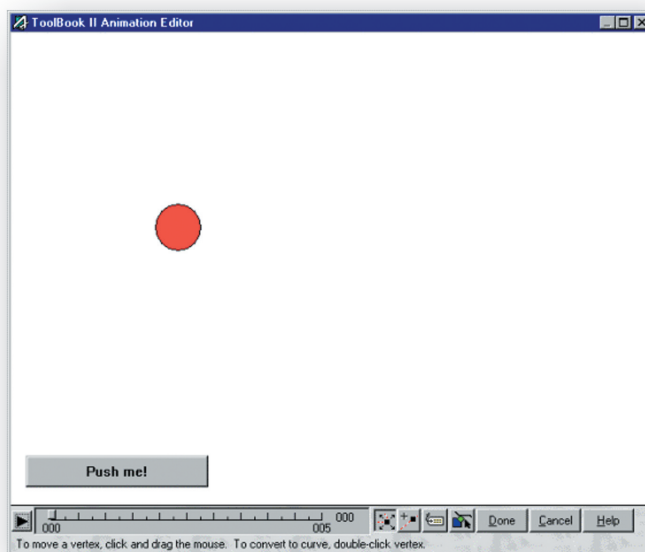 ToolBook II Animation Editor
Push me!
000
000 005
Done Cancel Help
To move a vertex, click and drag the mouse. To convert to curve, double-click vertex.